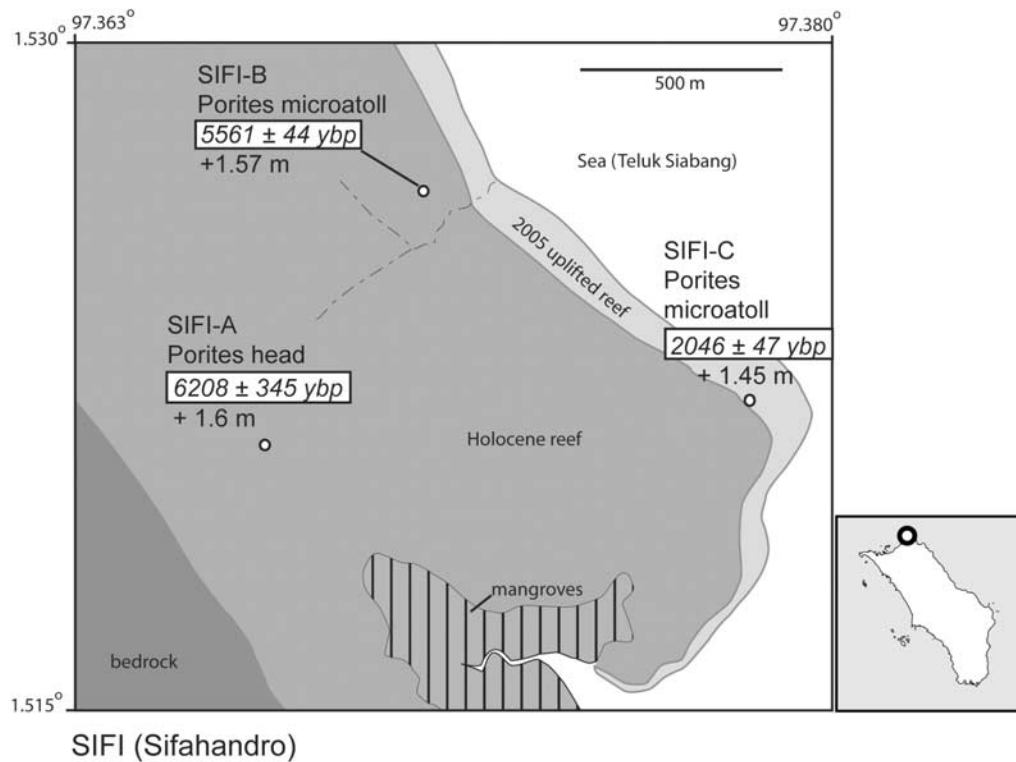 97.363°
97.380°
1.530°
SIFI-B
Porites microatoll
5561 ± 44 ybp
+1.57 m
500 m
Sea (Teluk Siabang)
2005 uplifted reef
SIFI-C
Porites
microatoll
2046 ± 47 ybp
+ 1.45 m
SIFI-A
Porites head
6208 ± 345 ybp
+ 1.6 m
Holocene reef
mangroves
bedrock
1.515°
SIFI (Sifahandro)